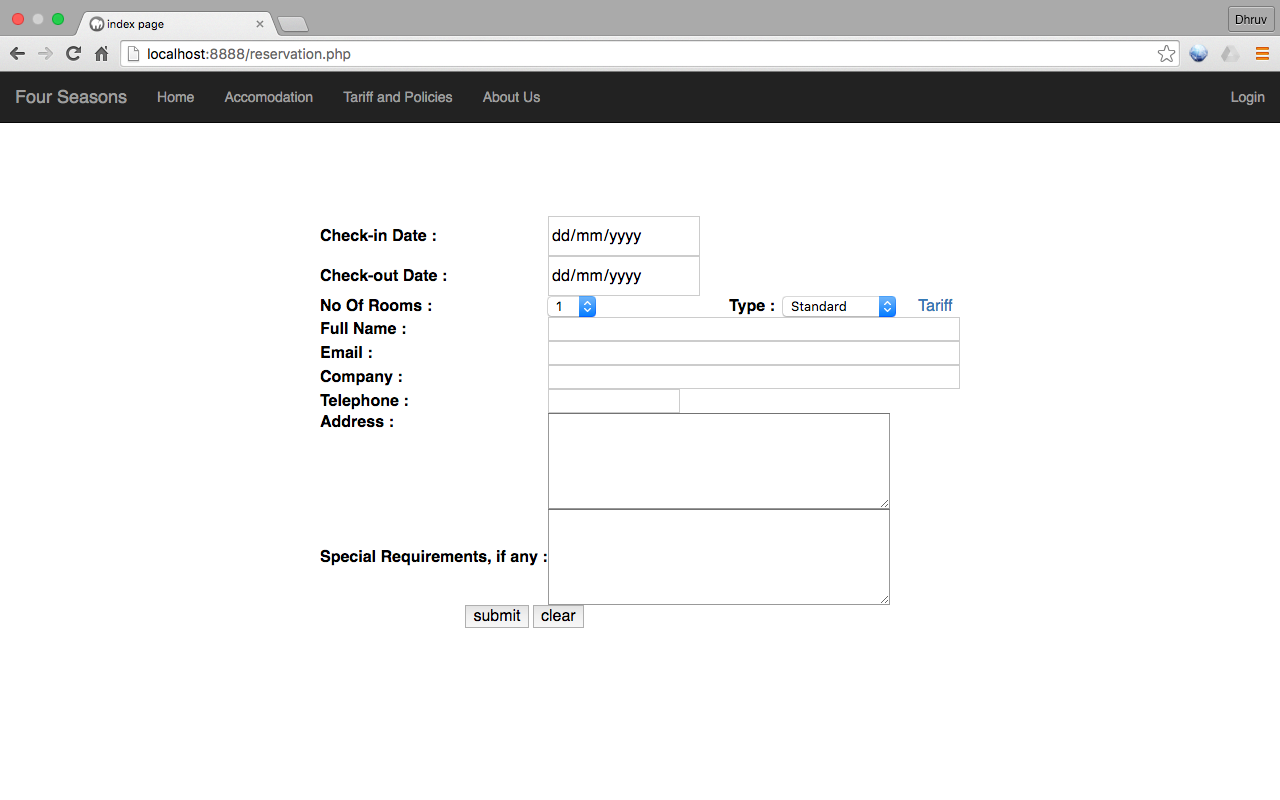 index page
Dhruv
localhost:8888/reservation.php
Four Seasons Home Accomodation Tariff and Policies About Us Login
Check-in Date : dd/mm/yyyy
Check-out Date : dd/mm/yyyy
No Of Rooms : 1 Type : Standard Tariff
Full Name :
Email :
Company :
Telephone :
Address :
Special Requirements, if any :
submit clear